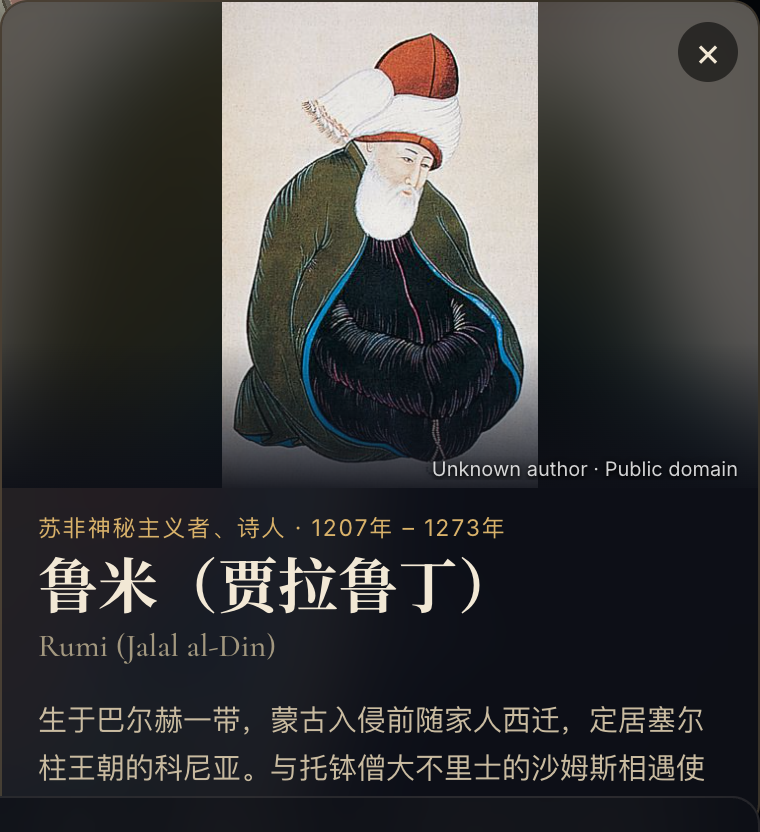 Unknown author · Public domain
苏非神秘主义者、诗人 · 1207年 – 1273年
鲁米（贾拉鲁丁）
Rumi (Jalal al-Din)
生于巴尔赫一带，蒙古入侵前随家人西迁，定居塞尔
柱王朝的科尼亚。与托钵僧大不里士的沙姆斯相遇使